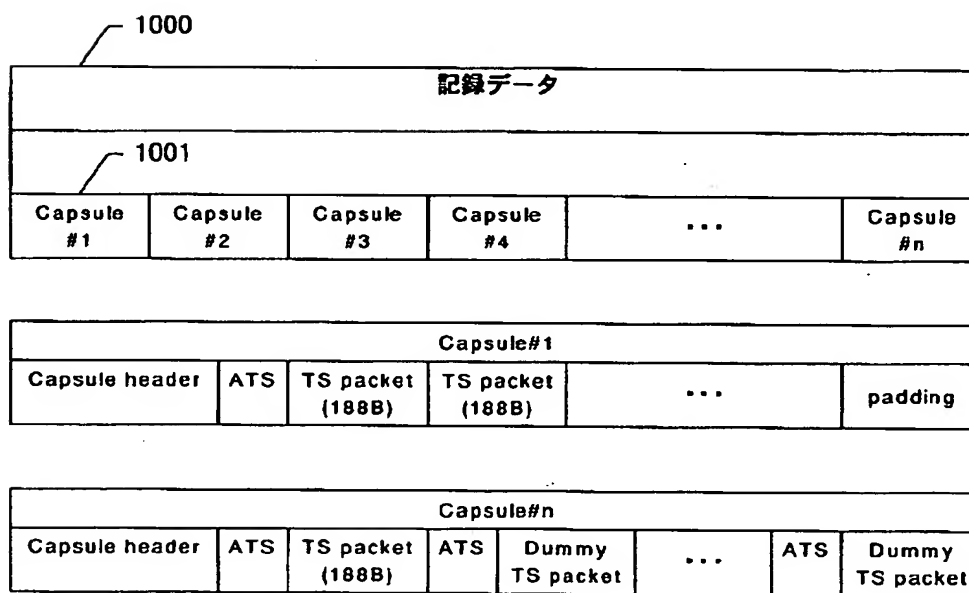 1000
記録データ
1001
Capsule #1
Capsule #2
Capsule #3
Capsule #4
...
Capsule #n
Capsule#1
Capsule header
ATS
TS packet (188B)
TS packet (188B)
...
padding
Capsule#n
Capsule header
ATS
TS packet (188B)
ATS
Dummy TS packet
...
ATS
Dummy TS packet